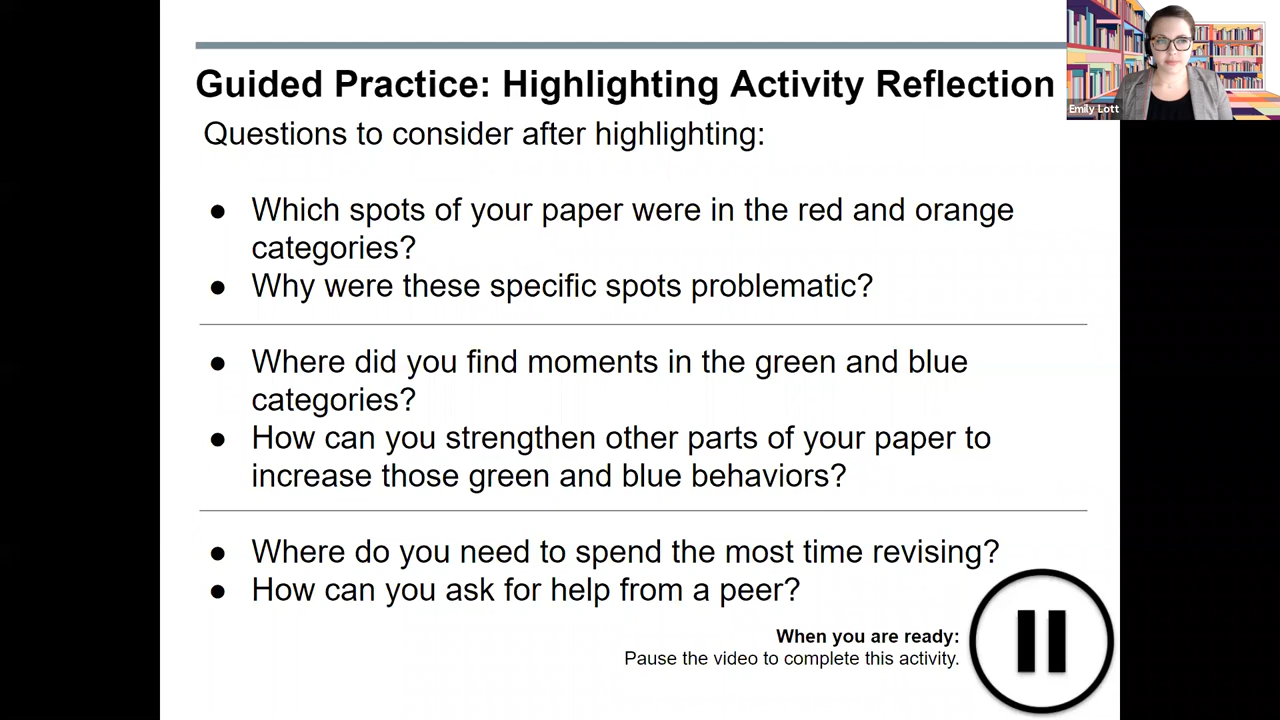 Guided Practice: Highlighting Activity Reflection
Emily Lott
Questions to consider after highlighting:
● Which spots of your paper were in the red and orange
categories?
● Why were these specific spots problematic?
● Where did you find moments in the green and blue
categories?
● How can you strengthen other parts of your paper to
increase those green and blue behaviors?
● Where do you need to spend the most time revising?
● How can you ask for help from a peer?
When you are ready:
Pause the video to complete this activity.